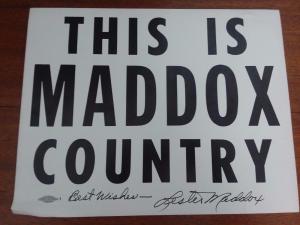 THIS IS
MADDOX
COUNTRY
Best Wishes — Lester Maddox